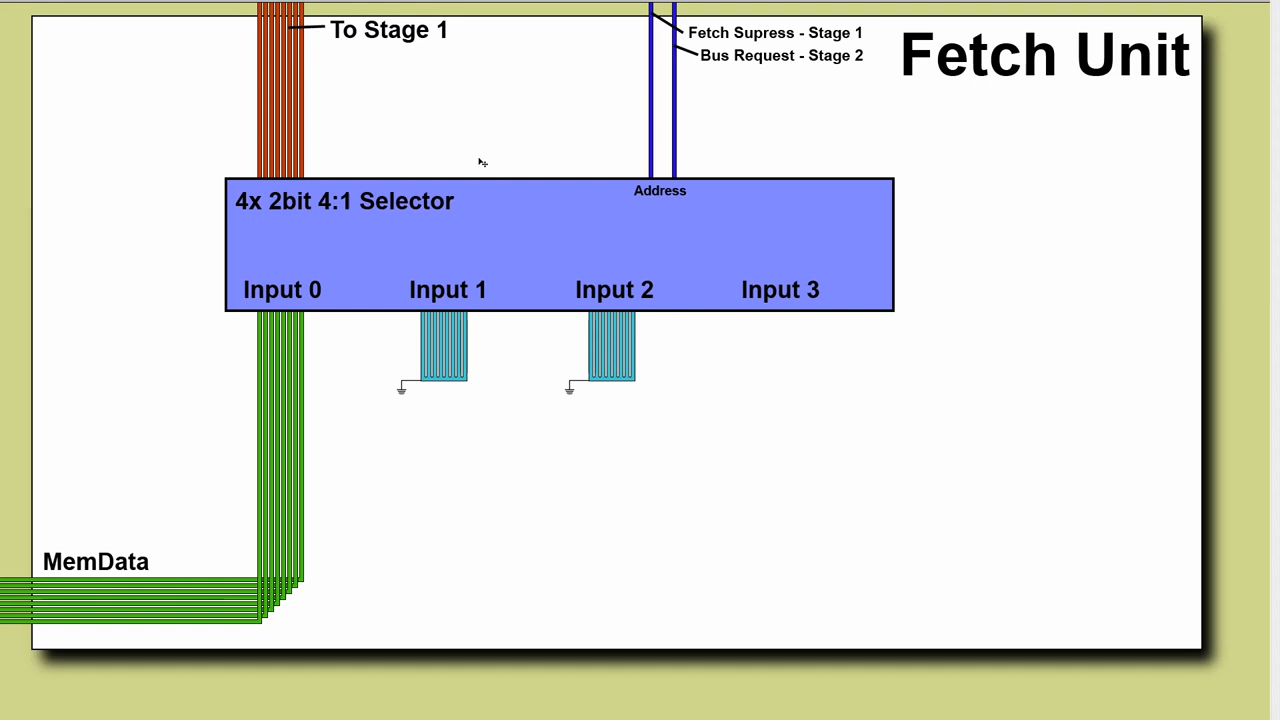 To Stage 1
Fetch Supress - Stage 1
Bus Request - Stage 2
Fetch Unit
Address
4x 2bit 4:1 Selector
Input 0
Input 1
Input 2
Input 3
MemData